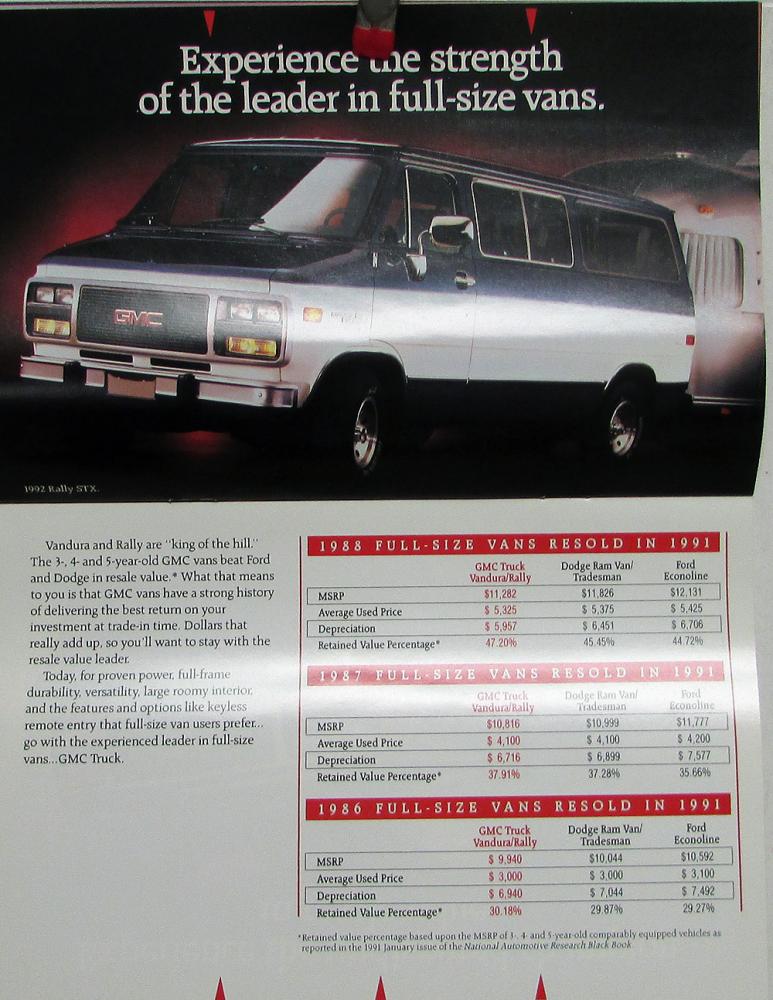 Experience the strength
of the leader in full-size vans.
GMC
1992 Rally STX.
Vandura and Rally are "king of the hill."
The 3-, 4- and 5-year-old GMC vans beat Ford
and Dodge in resale value.* What that means
to you is that GMC vans have a strong history
of delivering the best return on your
investment at trade-in time. Dollars that
really add up, so you'll want to stay with the
resale value leader.
Today, for proven power, full-frame
durability, versatility, large roomy interior,
and the features and options like keyless
remote entry that full-size van users prefer...
go with the experienced leader in full-size
vans...GMC Truck.
1988 FULL-SIZE VANS RESOLD IN 1991
GMC Truck Dodge Ram Van/ Ford
Vandura/Rally Tradesman Econoline
MSRP $11,282 $11,826 $12,131
Average Used Price $ 5,325 $ 5,375 $ 5,425
Depreciation $ 5,957 $ 6,451 $ 6,706
Retained Value Percentage* 47.20% 45.45% 44.72%
1987 FULL-SIZE VANS RESOLD IN 1991
GMC Truck Dodge Ram Van/ Ford
Vandura/Rally Tradesman Econoline
MSRP $10,816 $10,999 $11,777
Average Used Price $ 4,100 $ 4,100 $ 4,200
Depreciation $ 6,716 $ 6,899 $ 7,577
Retained Value Percentage* 37.91% 37.28% 35.66%
1986 FULL-SIZE VANS RESOLD IN 1991
GMC Truck Dodge Ram Van/ Ford
Vandura/Rally Tradesman Econoline
MSRP $ 9,940 $10,044 $10,592
Average Used Price $ 3,000 $ 3,000 $ 3,100
Depreciation $ 6,940 $ 7,044 $ 7,492
Retained Value Percentage* 30.18% 29.87% 29.27%
*Retained value percentage based upon the MSRP of 3-, 4- and 5-year-old comparably equipped vehicles as
reported in the 1991 January issue of the National Automotive Research Black Book.